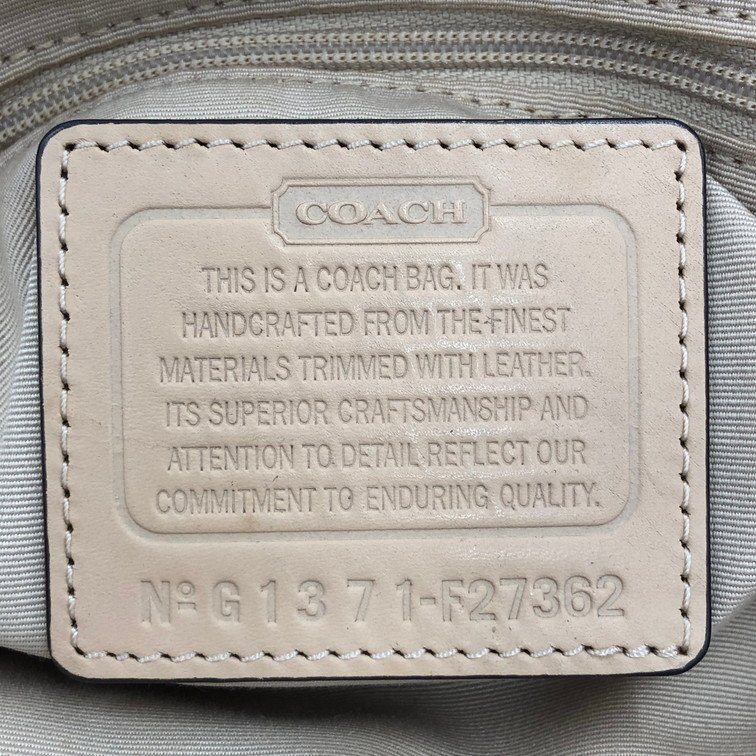 COACH
THIS IS A COACH BAG. IT WAS
HANDCRAFTED FROM THE FINEST
MATERIALS TRIMMED WITH LEATHER.
ITS SUPERIOR CRAFTSMANSHIP AND
ATTENTION TO DETAIL REFLECT OUR
COMMITMENT TO ENDURING QUALITY.
Nº G1371-F27362